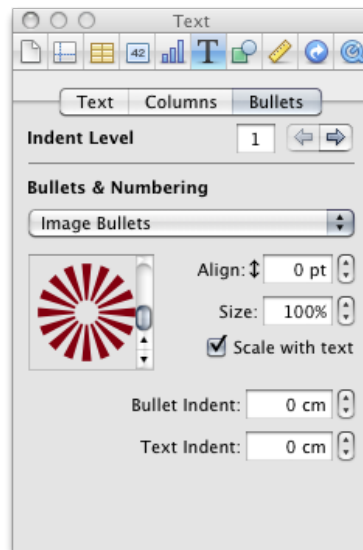 Text
42
T
Text Columns Bullets
Indent Level 1
Bullets & Numbering
Image Bullets
Align: 0 pt
Size: 100%
Scale with text
Bullet Indent: 0 cm
Text Indent: 0 cm